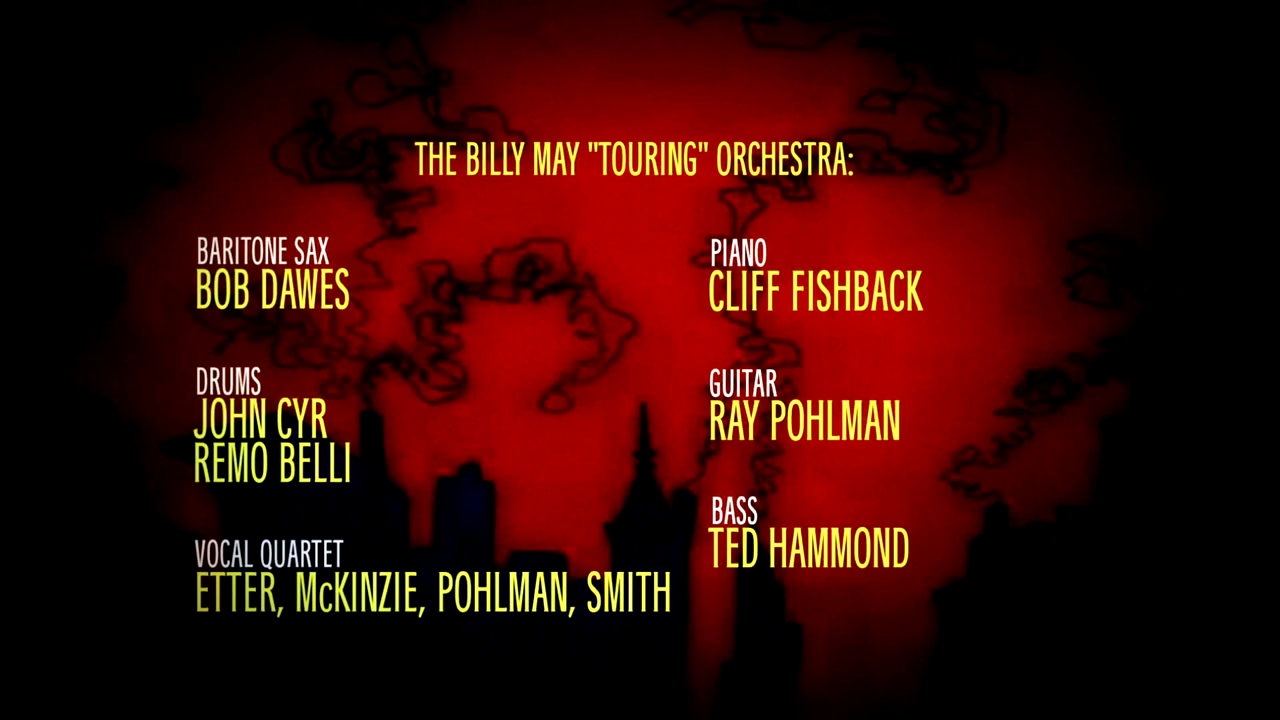 THE BILLY MAY "TOURING" ORCHESTRA:
BARITONE SAX
BOB DAWES
DRUMS
JOHN CYR
REMO BELLI
VOCAL QUARTET
ETTER, McKINZIE, POHLMAN, SMITH
PIANO
CLIFF FISHBACK
GUITAR
RAY POHLMAN
BASS
TED HAMMOND